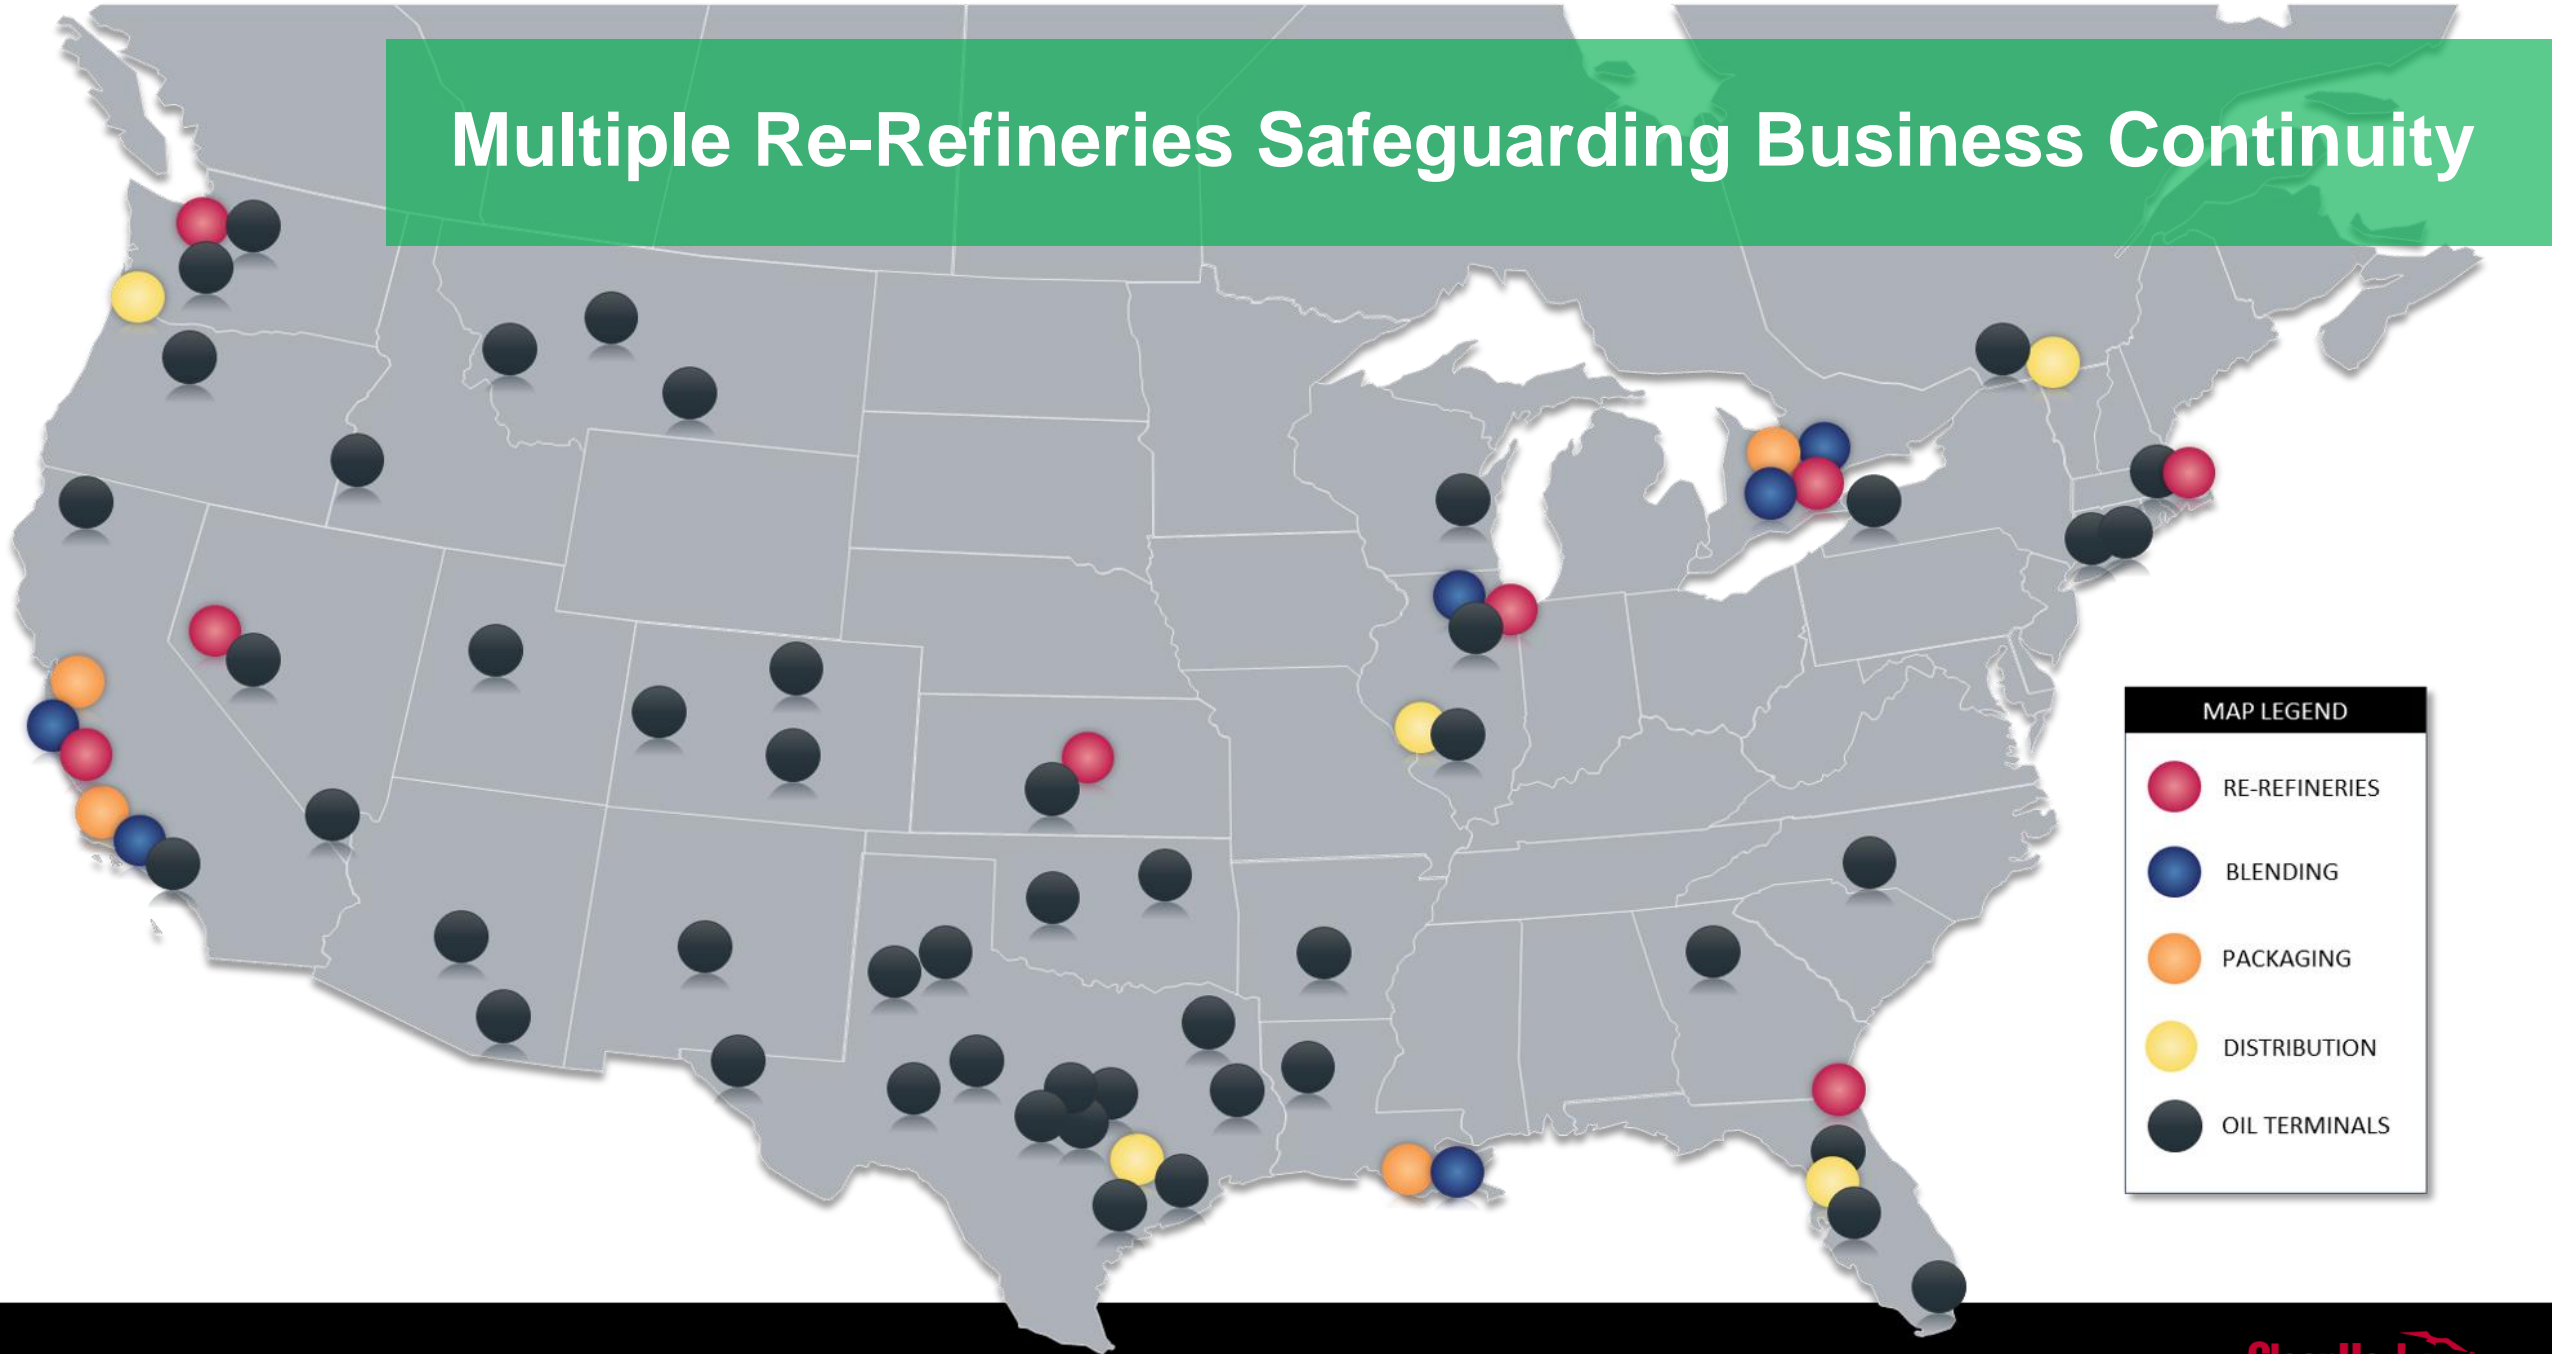 Multiple Re-Refineries Safeguarding Business Continuity
MAP LEGEND
RE-REFINERIES
BLENDING
PACKAGING
DISTRIBUTION
OIL TERMINALS